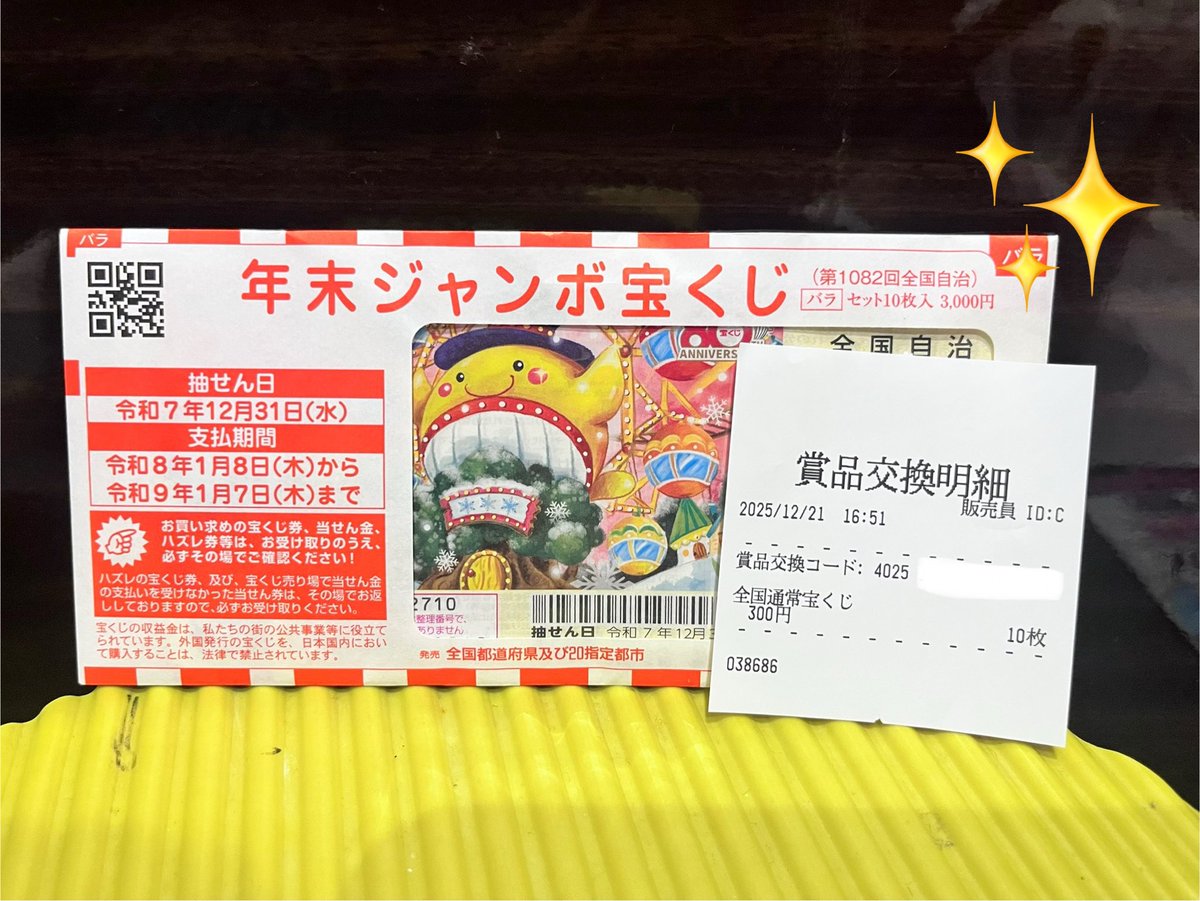 バラ
バラ
年末ジャンボ宝くじ
(第1082回全国自治)
バラ セット10枚入 3,000円
抽せん日
令和7年12月31日(水)
支払期間
令和8年1月8日(木)から
令和9年1月7日(木)まで
お買い求めの宝くじ券、当せん金、
ハズレ券等は、お受け取りのうえ、
必ずその場でご確認ください!
ハズレの宝くじ券、及び、宝くじ売り場で当せん金
の支払いを受けなかった当せん券は、その場でお返
ししておりますので、必ずお受け取りください。
宝くじの収益金は、私たちの街の公共事業等に役立て
られています。外国発行の宝くじを、日本国内におい
て購入することは、法律で禁止されています。
宝くじ
ANNIVERS
全国自治
2710
整理番号で、
ありません
抽せん日 令和7年12月3
発売 全国都道府県及び20指定都市
賞品交換明細
販売員 ID:C
2025/12/21 16:51
賞品交換コード: 4025
全国通常宝くじ
300円
10枚
038686